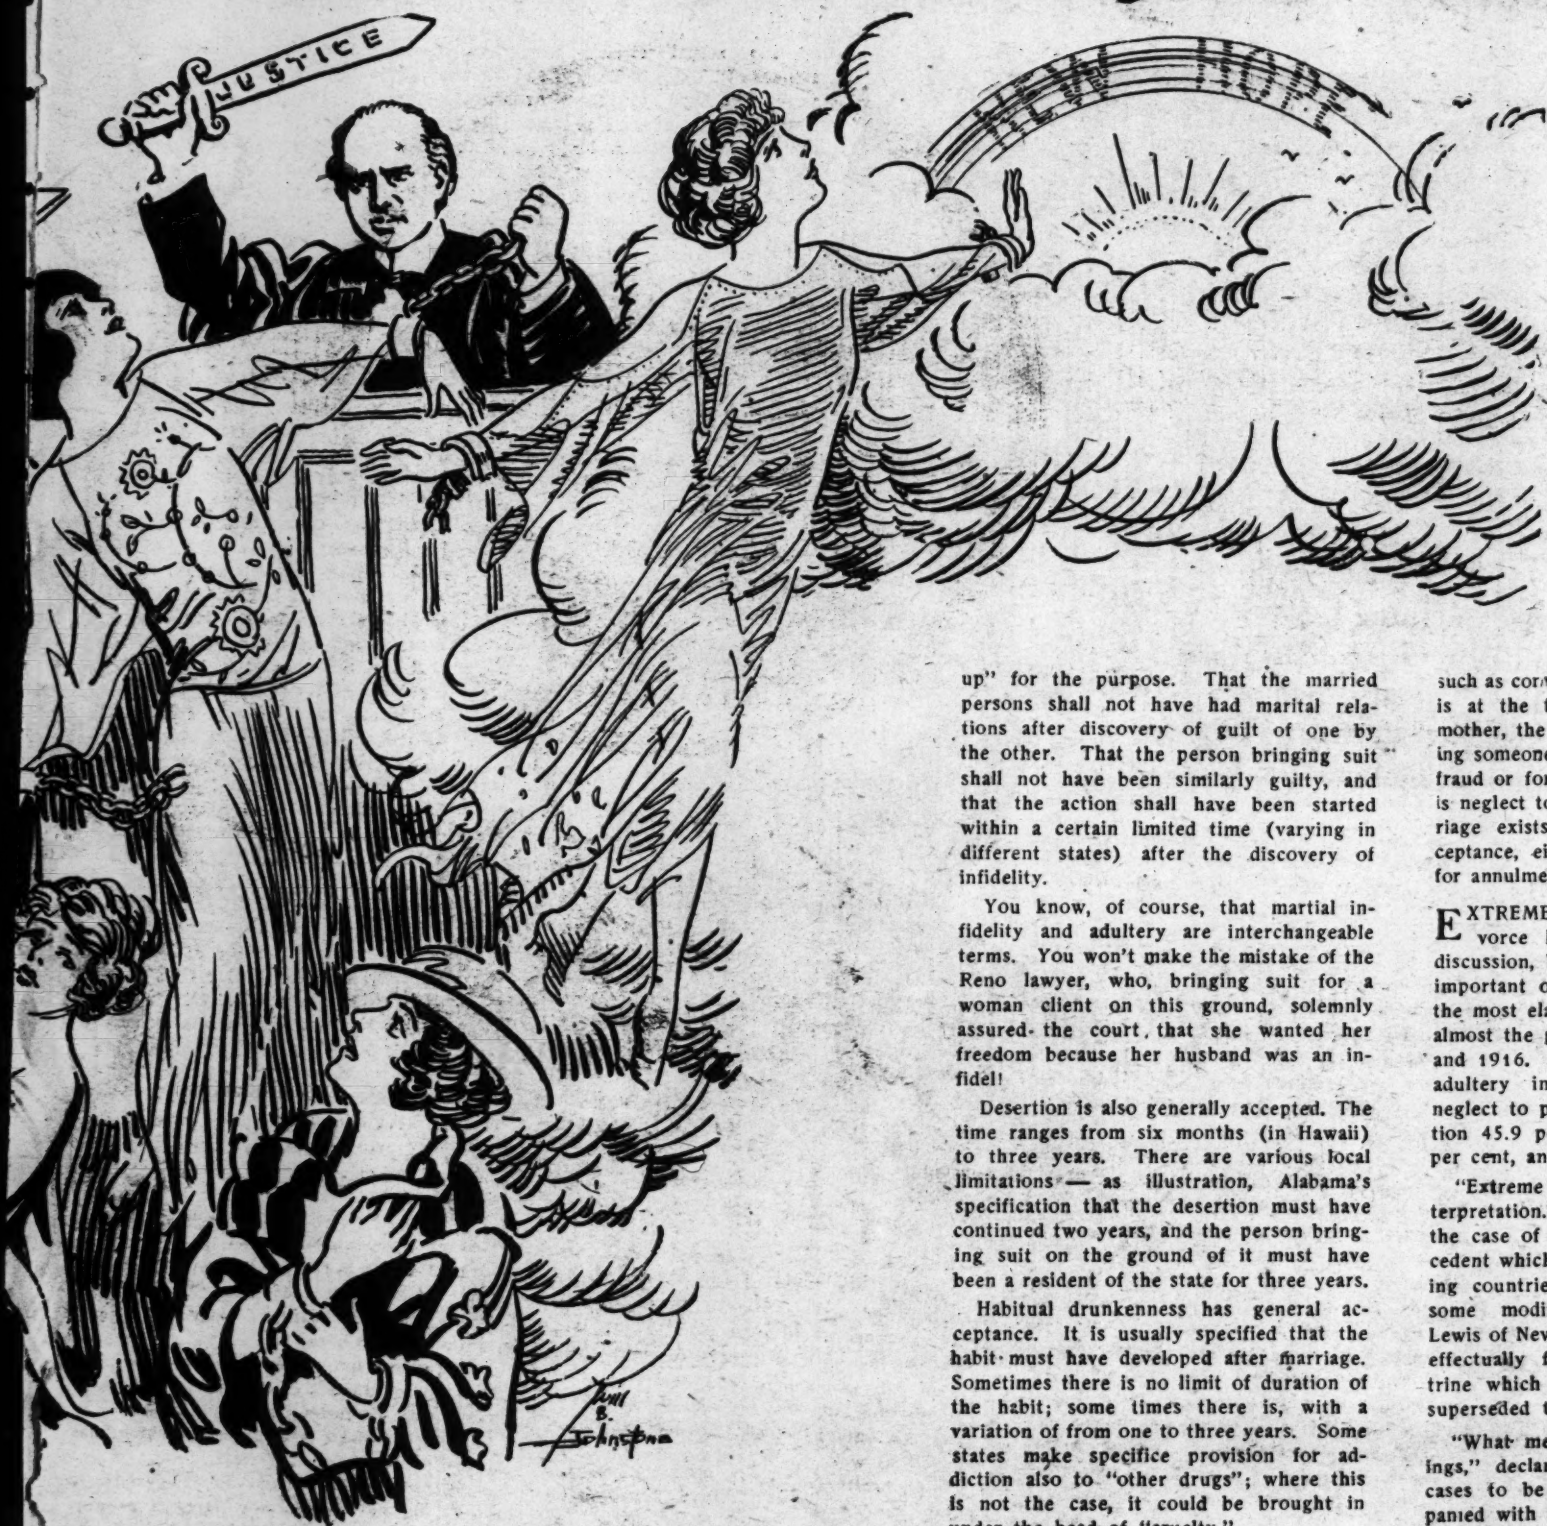 JUSTICE
NEW HOPE
Will
B.
Johnstone
up" for the purpose. That the married
persons shall not have had marital rela-
tions after discovery of guilt of one by
the other. That the person bringing suit
shall not have been similarly guilty, and
that the action shall have been started
within a certain limited time (varying in
different states) after the discovery of
infidelity.
You know, of course, that martial in-
fidelity and adultery are interchangeable
terms. You won't make the mistake of the
Reno lawyer, who, bringing suit for a
woman client on this ground, solemnly
assured the court, that she wanted her
freedom because her husband was an in-
fidel!
Desertion is also generally accepted. The
time ranges from six months (in Hawaii)
to three years. There are various local
limitations — as illustration, Alabama's
specification that the desertion must have
continued two years, and the person bring-
ing suit on the ground of it must have
been a resident of the state for three years.
Habitual drunkenness has general ac-
ceptance. It is usually specified that the
habit must have developed after marriage.
Sometimes there is no limit of duration of
the habit; some times there is, with a
variation of from one to three years. Some
states make specifice provision for ad-
diction also to "other drugs"; where this
is not the case, it could be brought in
under the head of "cruelty."
such as
is at the
mother, the
ing someone
fraud or
is neglect
riage exists
ceptance,
for
EXTREME
vorce
discussion,
important
the most
almost the
and 1916.
adultery in
neglect to
tion 45.9
per cent,
"Extreme
terpretation.
the case of
cedent which
ing
some
Lewis of
effectually
trine which
superseded
"What
ings,"
cases to be
panied with